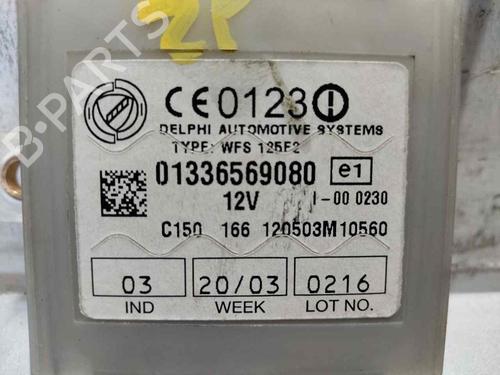 CE0123
DELPHI AUTOMOTIVE SYSTEMS
TYPE: WFS 125F2
01336569080 e1
12V I-00 0230
C150 166 120503M10560
03 20/03 0216
IND WEEK LOT NO.
B-PARTS